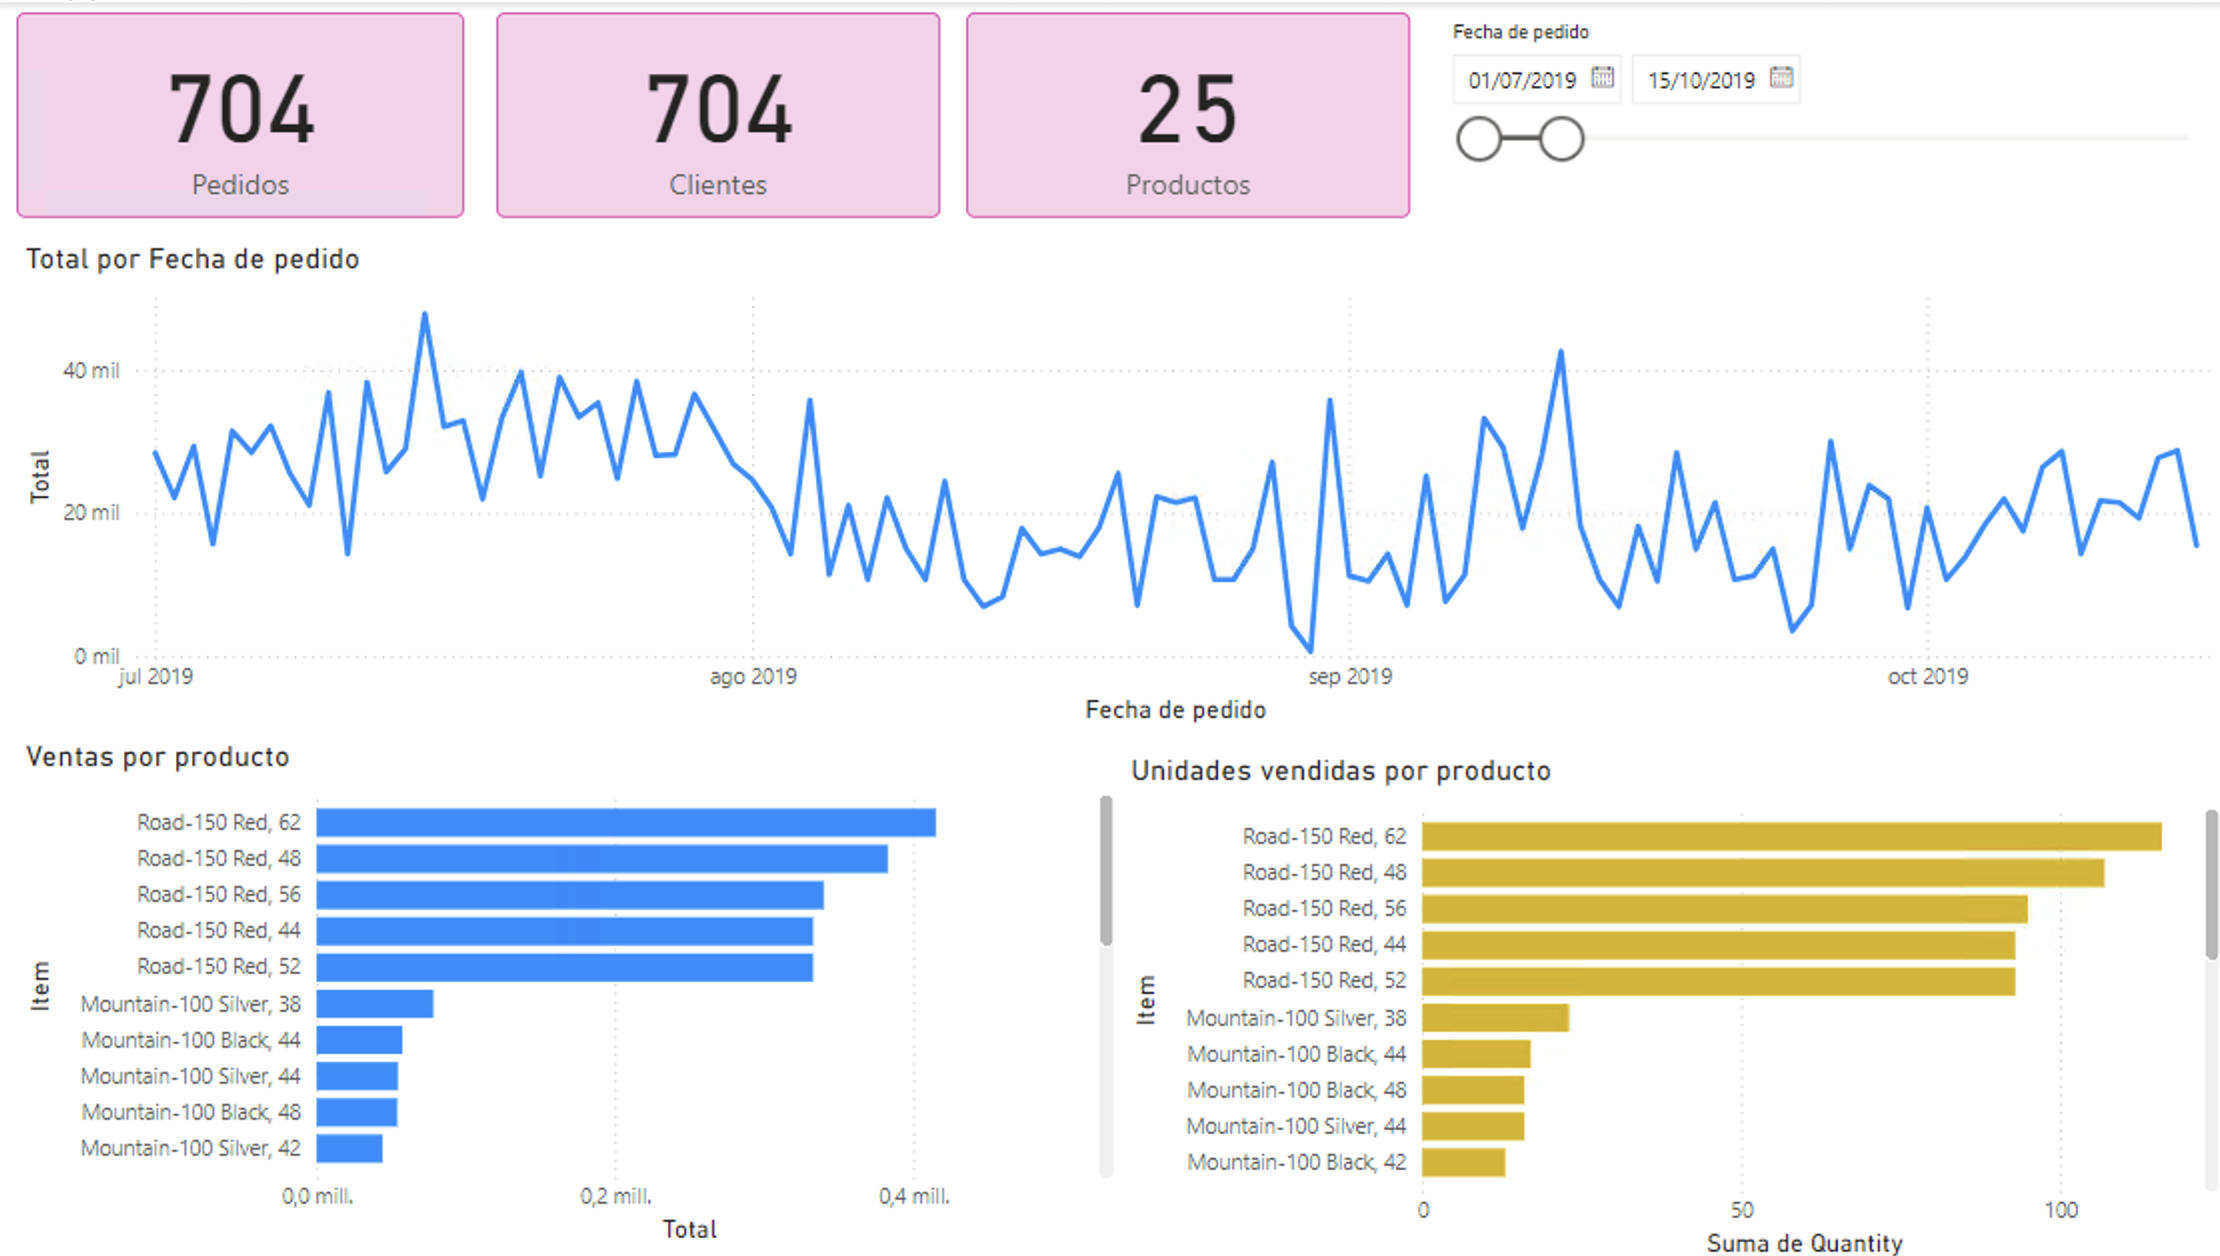 704
Pedidos
704
Clientes
25
Productos
Fecha de pedido
01/07/2019
15/10/2019
Total por Fecha de pedido
Total
40 mil
20 mil
0 mil
jul 2019
ago 2019
sep 2019
oct 2019
Fecha de pedido
Ventas por producto
Item
Road-150 Red, 62
Road-150 Red, 48
Road-150 Red, 56
Road-150 Red, 44
Road-150 Red, 52
Mountain-100 Silver, 38
Mountain-100 Black, 44
Mountain-100 Silver, 44
Mountain-100 Black, 48
Mountain-100 Silver, 42
0,0 mill.
0,2 mill.
0,4 mill.
Total
Unidades vendidas por producto
Item
Road-150 Red, 62
Road-150 Red, 48
Road-150 Red, 56
Road-150 Red, 44
Road-150 Red, 52
Mountain-100 Silver, 38
Mountain-100 Black, 44
Mountain-100 Black, 48
Mountain-100 Silver, 44
Mountain-100 Black, 42
0
50
100
Suma de Quantity